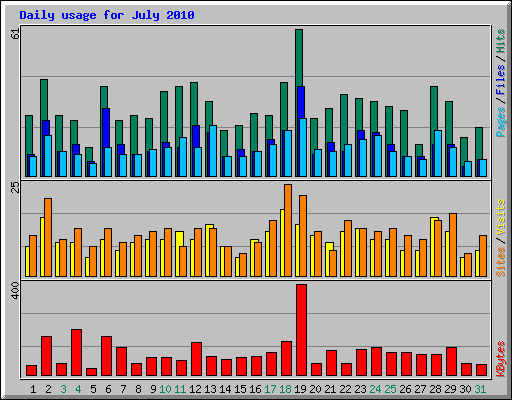 Daily usage for July 2010
61
Pages / Files / Hits
25
Sites / Visits
400
KBytes
1 2 3 4 5 6 7 8 9 10 11 12 13 14 15 16 17 18 19 20 21 22 23 24 25 26 27 28 29 30 31